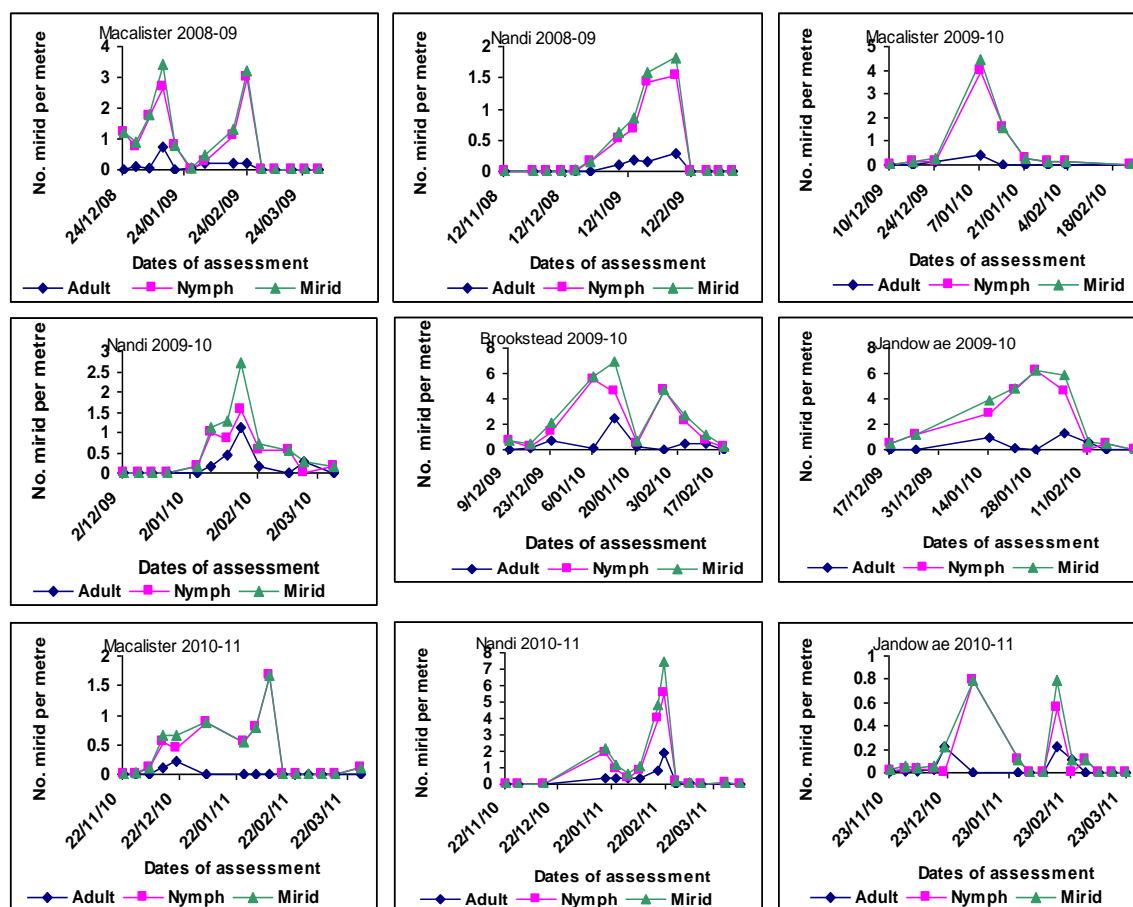 Macalister 2008-09
No. mirid per metre
4
3
2
1
0
24/12/08
24/01/09
24/02/09
24/03/09
Dates of assessment
Adult Nymph Mirid
Nandi 2008-09
No. mirid per metre
2
1.5
1
0.5
0
12/11/08
12/12/08
12/1/09
12/2/09
Dates of assessment
Adult Nymph Mirid
Macalister 2009-10
No. mirid per metre
5
4
3
2
1
0
10/12/09
24/12/09
7/01/10
21/01/10
4/02/10
18/02/10
Dates of assessment
Adult Nymph Mirid
Nandi 2009-10
No. mirid per metre
3
2.5
2
1.5
1
0.5
0
2/12/09
2/01/10
2/02/10
2/03/10
Dates of assessment
Adult Nymph Mirid
Brookstead 2009-10
No. mirid per metre
8
6
4
2
0
9/12/09
23/12/09
6/01/10
20/01/10
3/02/10
17/02/10
Dates of assessment
Adult Nymph Mirid
Jandow ae 2009-10
No. mirid per metre
8
6
4
2
0
17/12/09
31/12/09
14/01/10
28/01/10
11/02/10
Dates of assessment
Adult Nymph Mirid
Macalister 2010-11
No. mirid per metre
2
1.5
1
0.5
0
22/11/10
22/12/10
22/01/11
22/02/11
22/03/11
Dates of assessment
Adult Nymph Mirid
Nandi 2010-11
No. mirid per metre
8
7
6
5
4
3
2
1
0
22/11/10
22/12/10
22/01/11
22/02/11
22/03/11
Dates of assessment
Adult Nymph Mirid
Jandow ae 2010-11
No. mirid per metre
1
0.8
0.6
0.4
0.2
0
23/11/10
23/12/10
23/01/11
23/02/11
23/03/11
Dates of assessment
Adult Nymph Mirid